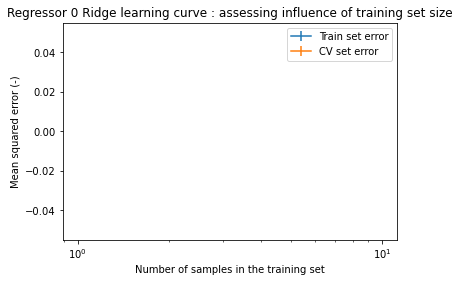 Regressor 0 Ridge learning curve : assessing influence of training set size
Train set error
CV set error
0.04
0.02
0.00
−0.02
−0.04
Mean squared error (-)
10⁰
10¹
Number of samples in the training set